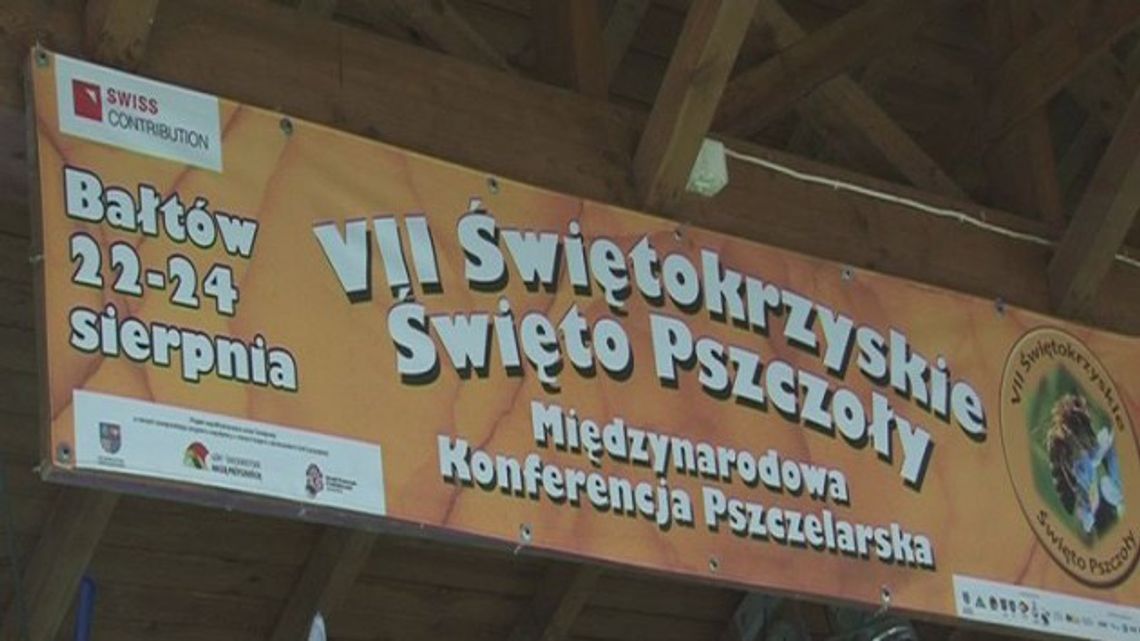 SWISS
CONTRIBUTION
Bałtów
22-24
sierpnia
VII Świętokrzyskie
Święto Pszczoły
Międzynarodowa
Konferencja Pszczelarska
VII Świętokrzyskie
Święto Pszczoły